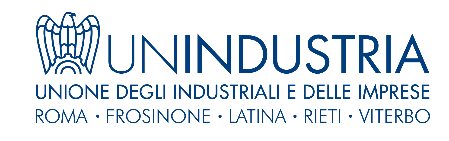 UNINDUSTRIA
UNIONE DEGLI INDUSTRIALI E DELLE IMPRESE
ROMA • FROSINONE • LATINA • RIETI • VITERBO